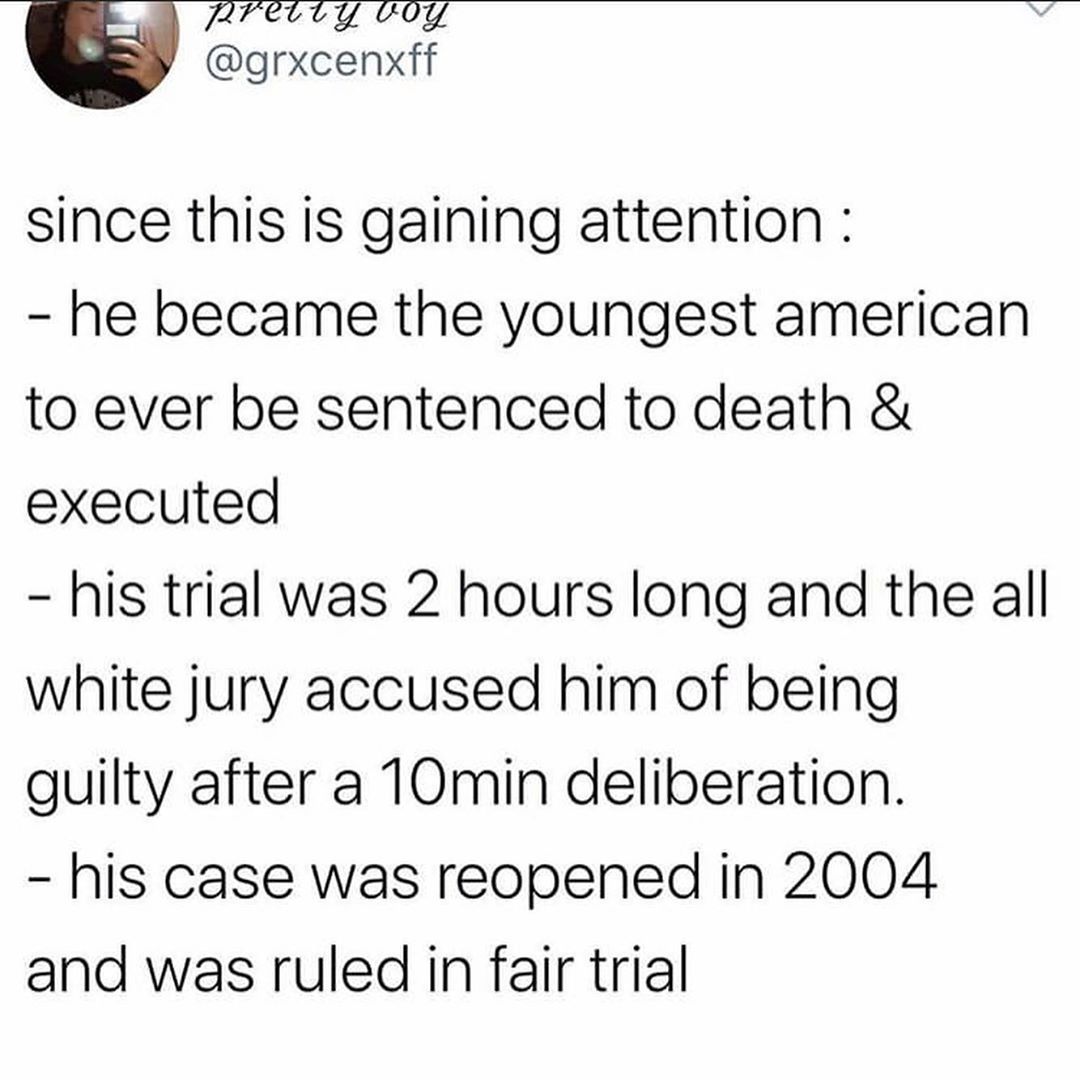 pretty boy
@grxcenxff
since this is gaining attention :
- he became the youngest american
to ever be sentenced to death &
executed
- his trial was 2 hours long and the all
white jury accused him of being
guilty after a 10min deliberation.
- his case was reopened in 2004
and was ruled in fair trial